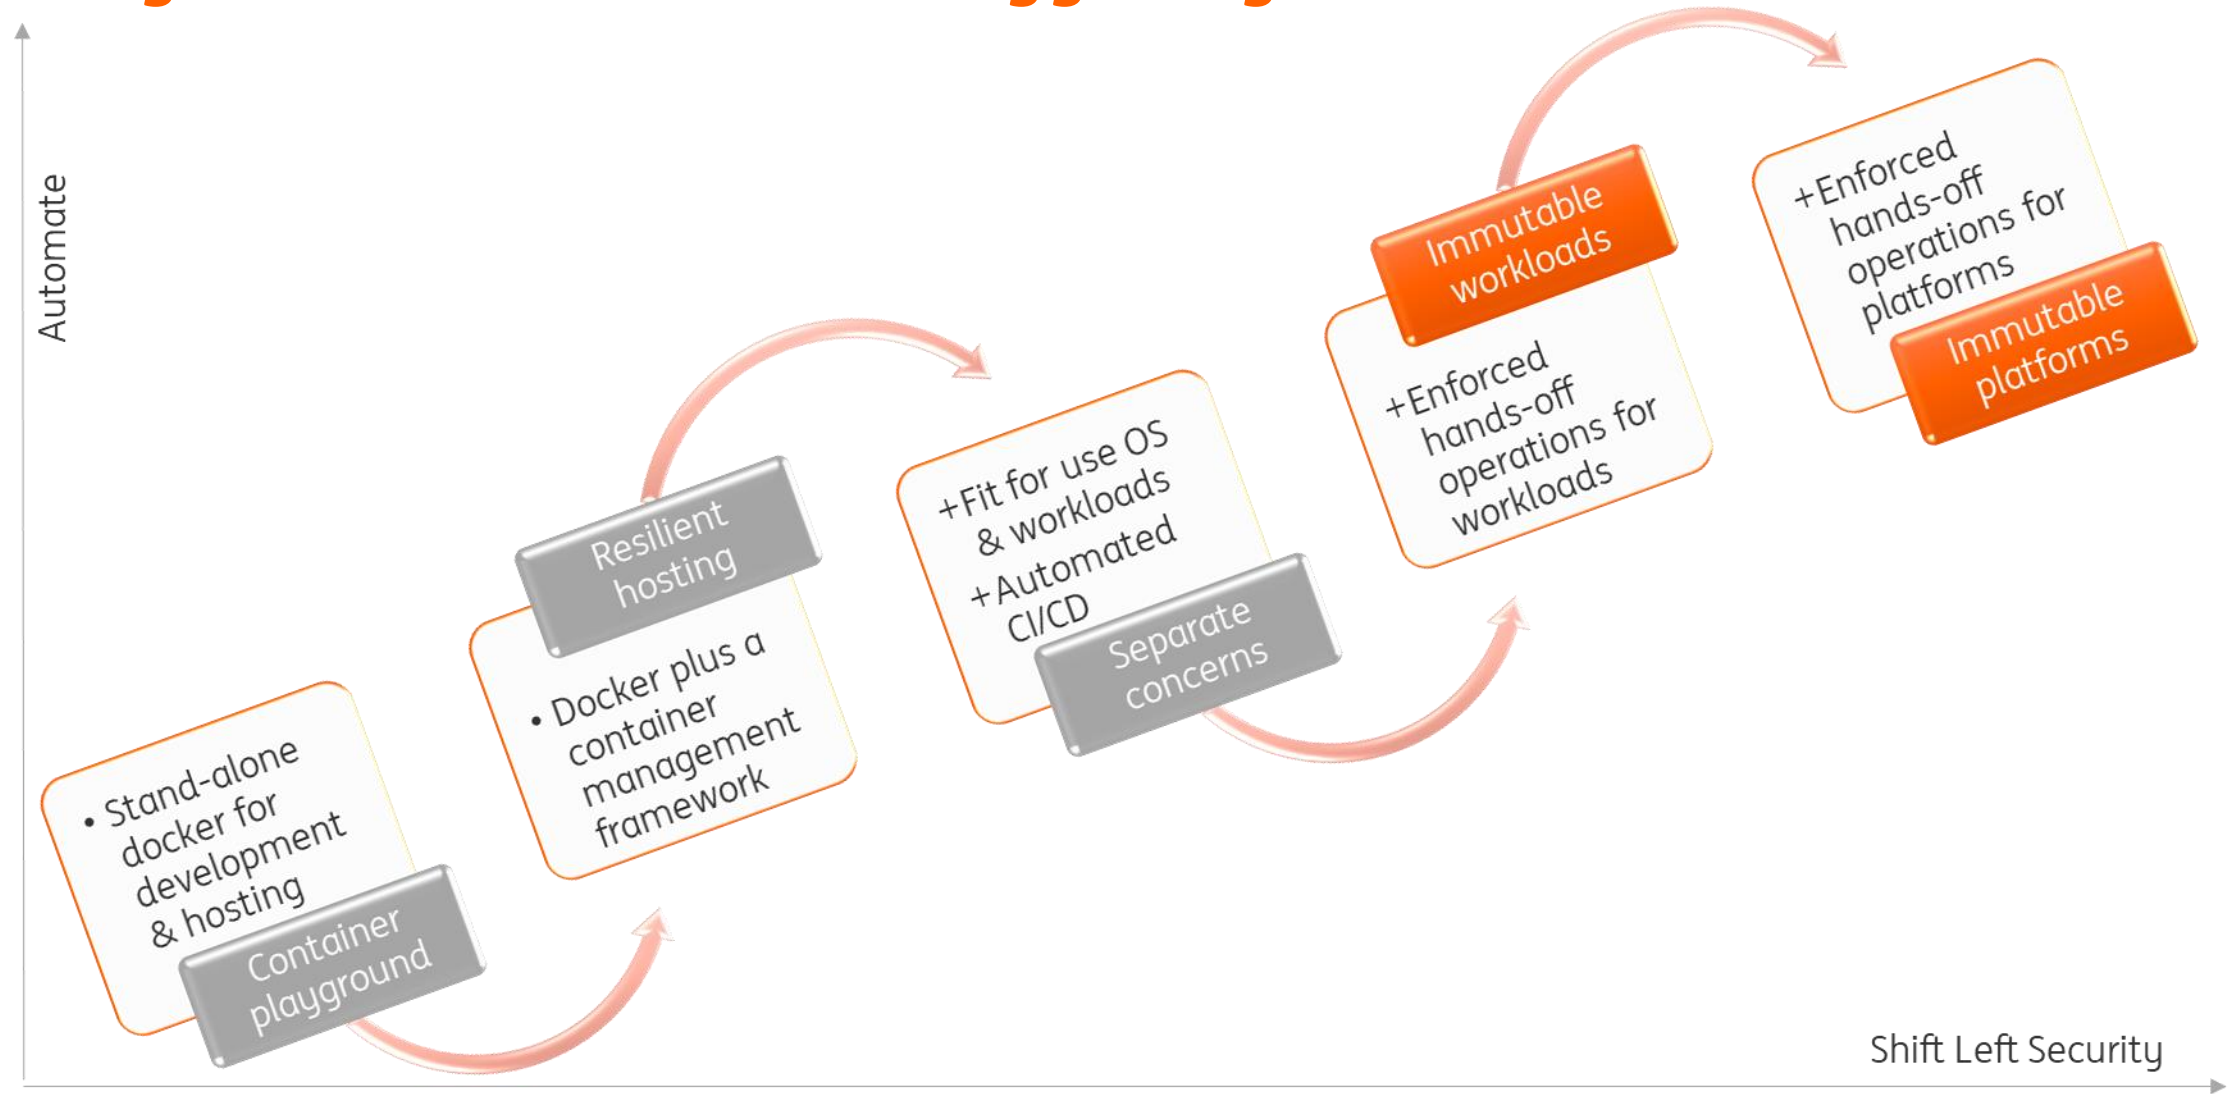 Automate
• Stand-alone
docker for
development
& hosting
Container
playground
Resilient
hosting
• Docker plus a
container
management
framework
+Fit for use OS
& workloads
+Automated
CI/CD
Separate
concerns
Immutable
workloads
+Enforced
hands-off
operations for
workloads
+Enforced
hands-off
operations for
platforms
Immutable
platforms
Shift Left Security